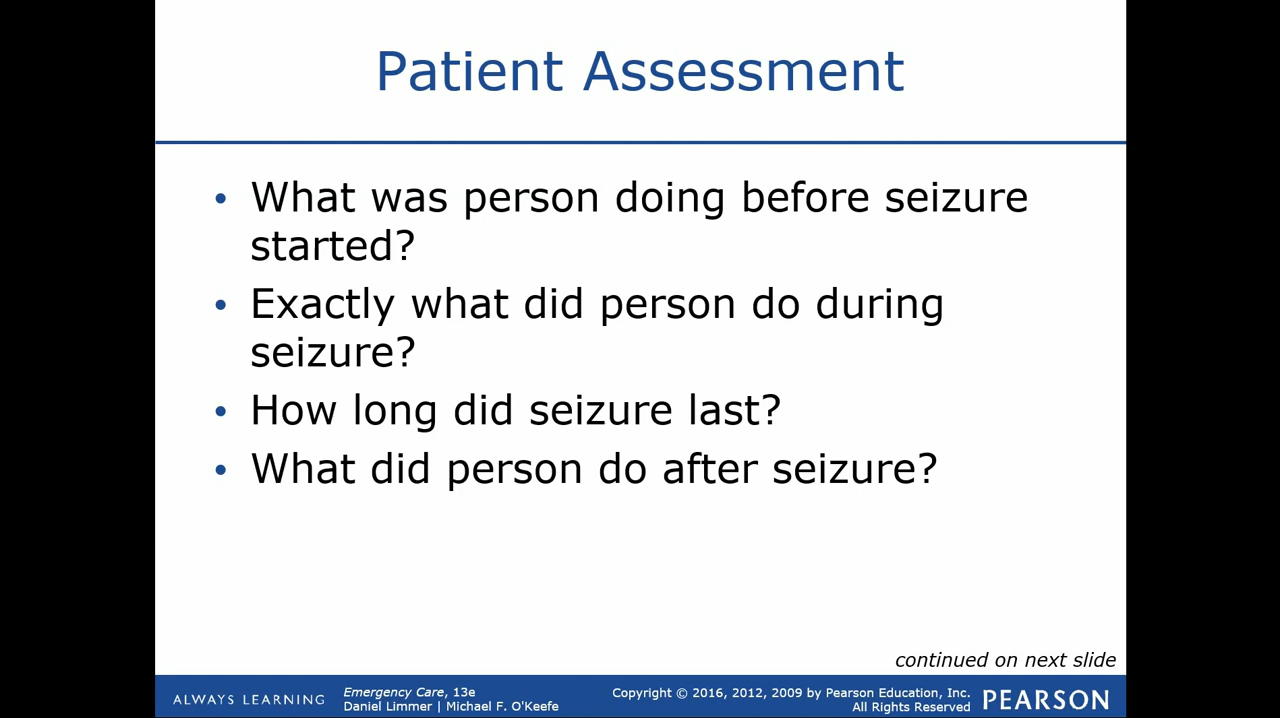 Patient Assessment
• What was person doing before seizure
started?
• Exactly what did person do during
seizure?
• How long did seizure last?
• What did person do after seizure?
continued on next slide
ALWAYS LEARNING
Emergency Care, 13e
Daniel Limmer | Michael F. O'Keefe
Copyright © 2016, 2012, 2009 by Pearson Education, Inc.
All Rights Reserved
PEARSON